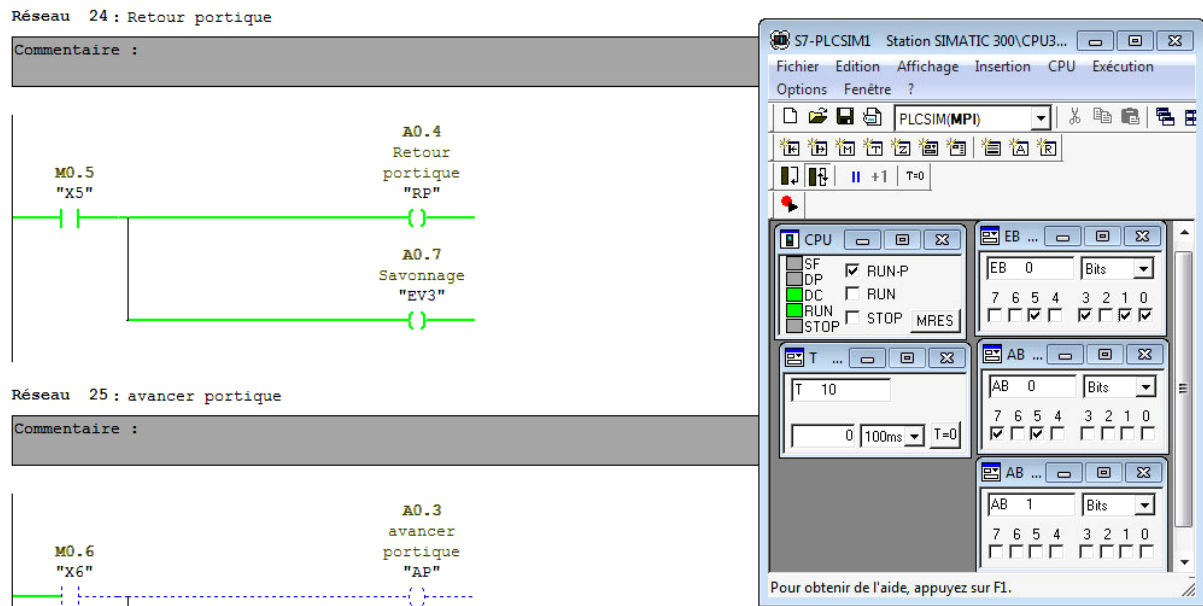 Réseau 24 : Retour portique
Commentaire :
A0.4
Retour
portique
"RP"
M0.5
"X5"
A0.7
Savonnage
"EV3"
Réseau 25 : avancer portique
Commentaire :
A0.3
avancer
portique
"AP"
M0.6
"X6"
S7-PLCSIM1 Station SIMATIC 300\CPU3...
Fichier Edition Affichage Insertion CPU Exécution
Options Fenêtre ?
PLCSIM(MPI)
+1 T=0
CPU
SF
DP
DC
RUN
STOP
RUN-P
RUN
STOP
MRES
EB ...
EB 0 Bits
7 6 5 4 3 2 1 0
T ...
T 10
0 100ms T=0
AB ...
AB 0 Bits
7 6 5 4 3 2 1 0
AB ...
AB 1 Bits
7 6 5 4 3 2 1 0
Pour obtenir de l'aide, appuyez sur F1.